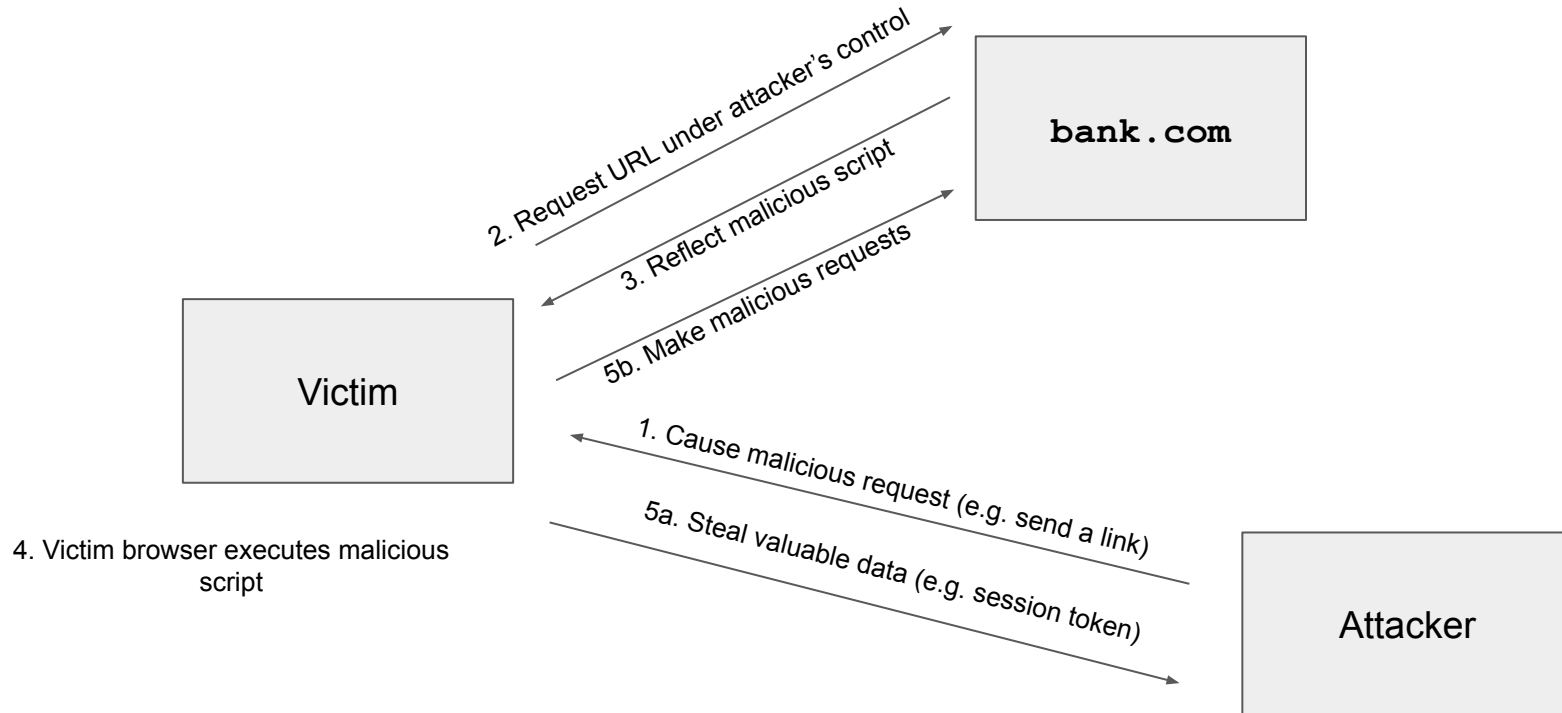 2. Request URL under attacker’s control
bank.com
3. Reflect malicious script
5b. Make malicious requests
Victim
1. Cause malicious request (e.g. send a link)
5a. Steal valuable data (e.g. session token)
4. Victim browser executes malicious
script
Attacker